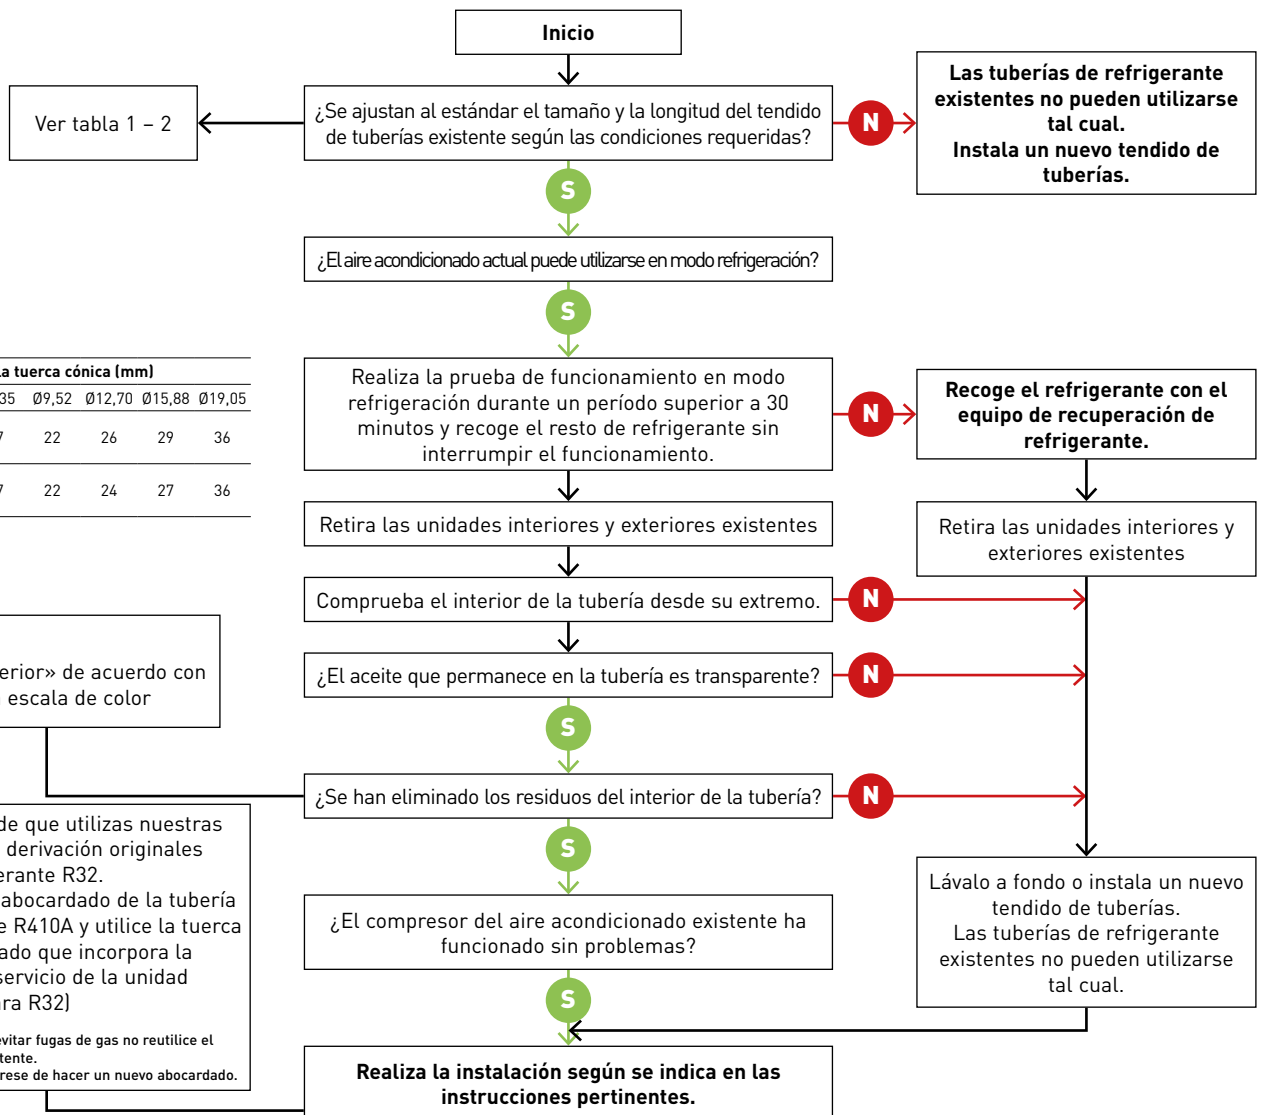 Inicio
¿Se ajustan al estándar el tamaño y la longitud del tendido
de tuberías existente según las condiciones requeridas?
Ver tabla 1 – 2
N
Las tuberías de refrigerante
existentes no pueden utilizarse
tal cual.
Instala un nuevo tendido de
tuberías.
S
¿El aire acondicionado actual puede utilizarse en modo refrigeración?
S
Realiza la prueba de funcionamiento en modo
refrigeración durante un período superior a 30
minutos y recoge el resto de refrigerante sin
interrumpir el funcionamiento.
N
Recoge el refrigerante con el
equipo de recuperación de
refrigerante.
la tuerca cónica (mm)
35 Ø9,52 Ø12,70 Ø15,88 Ø19,05
7 22 26 29 36
7 22 24 27 36
Retira las unidades interiores y exteriores existentes
Retira las unidades interiores y
exteriores existentes
Comprueba el interior de la tubería desde su extremo.
N
¿El aceite que permanece en la tubería es transparente?
N
erior» de acuerdo con
escala de color
S
¿Se han eliminado los residuos del interior de la tubería?
N
S
de que utilizas nuestras
derivación originales
erante R32.
abocardado de la tubería
e R410A y utilice la tuerca
ado que incorpora la
servicio de la unidad
ara R32)
evitar fugas de gas no reutilice el
tente.
rese de hacer un nuevo abocardado.
¿El compresor del aire acondicionado existente ha
funcionado sin problemas?
Lávalo a fondo o instala un nuevo
tendido de tuberías.
Las tuberías de refrigerante
existentes no pueden utilizarse
tal cual.
S
Realiza la instalación según se indica en las
instrucciones pertinentes.